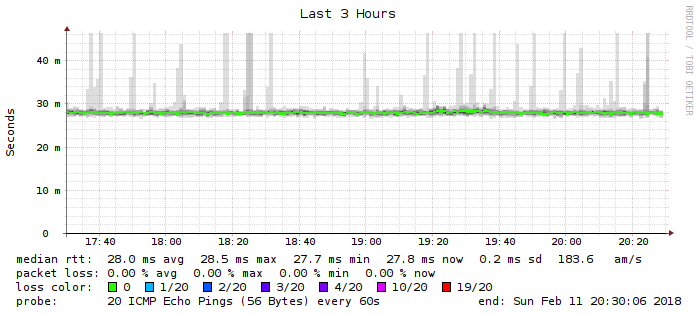 Last 3 Hours
RRDTOOL / TOBI OETIKER
Seconds
40 m
30 m
20 m
10 m
0
17:40 18:00 18:20 18:40 19:00 19:20 19:40 20:00 20:20
median rtt: 28.0 ms avg 28.5 ms max 27.7 ms min 27.8 ms now 0.2 ms sd 183.6 am/s
packet loss: 0.00 % avg 0.00 % max 0.00 % min 0.00 % now
loss color: 0 1/20 2/20 3/20 4/20 10/20 19/20
probe: 20 ICMP Echo Pings (56 Bytes) every 60s end: Sun Feb 11 20:30:06 2018